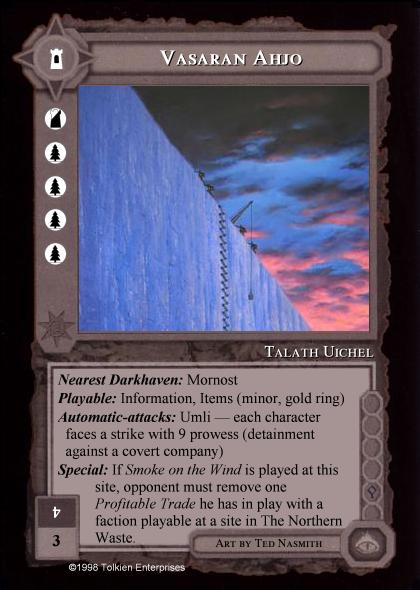 VASARAN AHJO
TALATH UICHEL
Nearest Darkhaven: Mornost
Playable: Information, Items (minor, gold ring)
Automatic-attacks: Umli — each character
faces a strike with 9 prowess (detainment
against a covert company)
Special: If Smoke on the Wind is played at this
site, opponent must remove one
Profitable Trade he has in play with a
faction playable at a site in The Northern
Waste.
4
3
ART BY TED NASMITH
©1998 Tolkien Enterprises